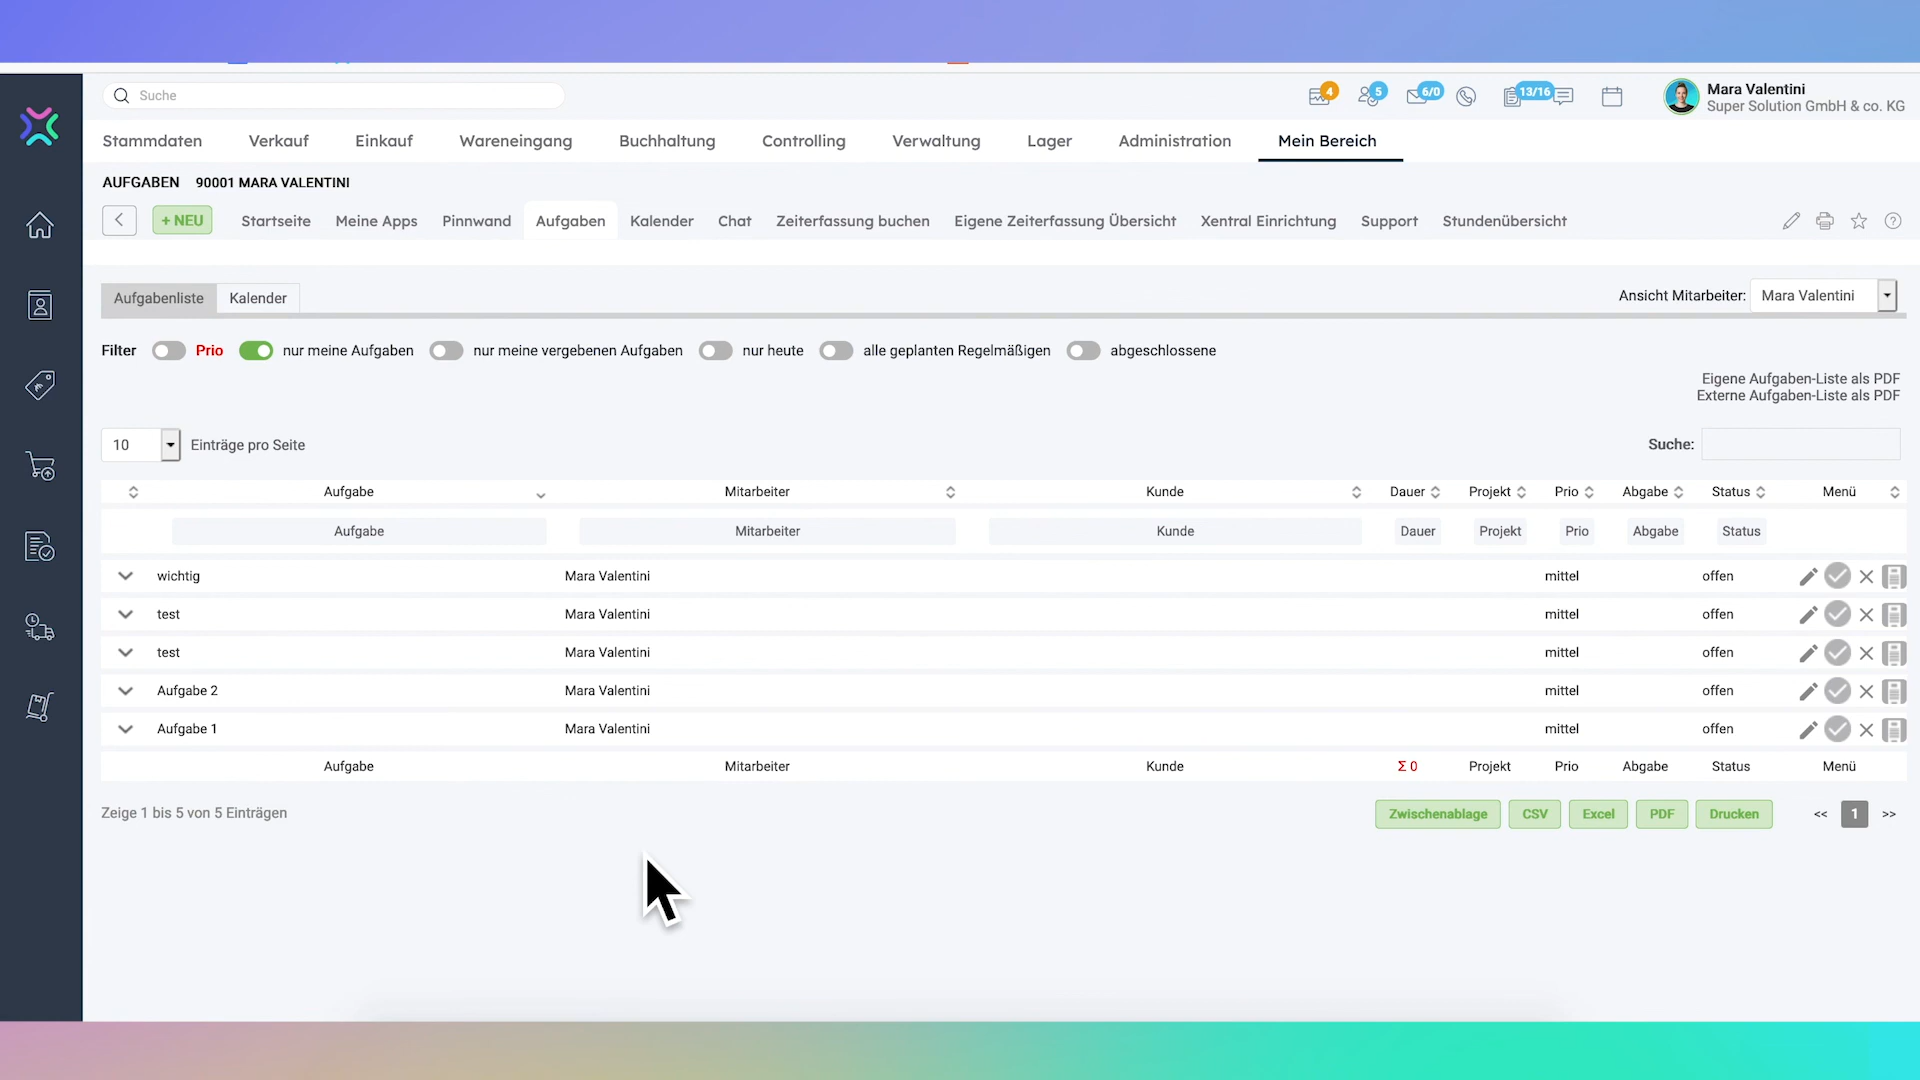 Suche
4
5
6/0
13/16
Mara Valentini
Super Solution GmbH & co. KG
Stammdaten Verkauf Einkauf Wareneingang Buchhaltung Controlling Verwaltung Lager Administration Mein Bereich
AUFGABEN 90001 MARA VALENTINI
+ NEU Startseite Meine Apps Pinnwand Aufgaben Kalender Chat Zeiterfassung buchen Eigene Zeiterfassung Übersicht Xentral Einrichtung Support Stundenübersicht
Aufgabenliste Kalender Ansicht Mitarbeiter: Mara Valentini
Filter Prio nur meine Aufgaben nur meine vergebenen Aufgaben nur heute alle geplanten Regelmäßigen abgeschlossene
Eigene Aufgaben-Liste als PDF
Externe Aufgaben-Liste als PDF
10 Einträge pro Seite Suche:
Aufgabe Mitarbeiter Kunde Dauer Projekt Prio Abgabe Status Menü
Aufgabe Mitarbeiter Kunde Dauer Projekt Prio Abgabe Status
wichtig Mara Valentini mittel offen
test Mara Valentini mittel offen
test Mara Valentini mittel offen
Aufgabe 2 Mara Valentini mittel offen
Aufgabe 1 Mara Valentini mittel offen
Aufgabe Mitarbeiter Kunde Σ 0 Projekt Prio Abgabe Status Menü
Zeige 1 bis 5 von 5 Einträgen Zwischenablage CSV Excel PDF Drucken << 1 >>